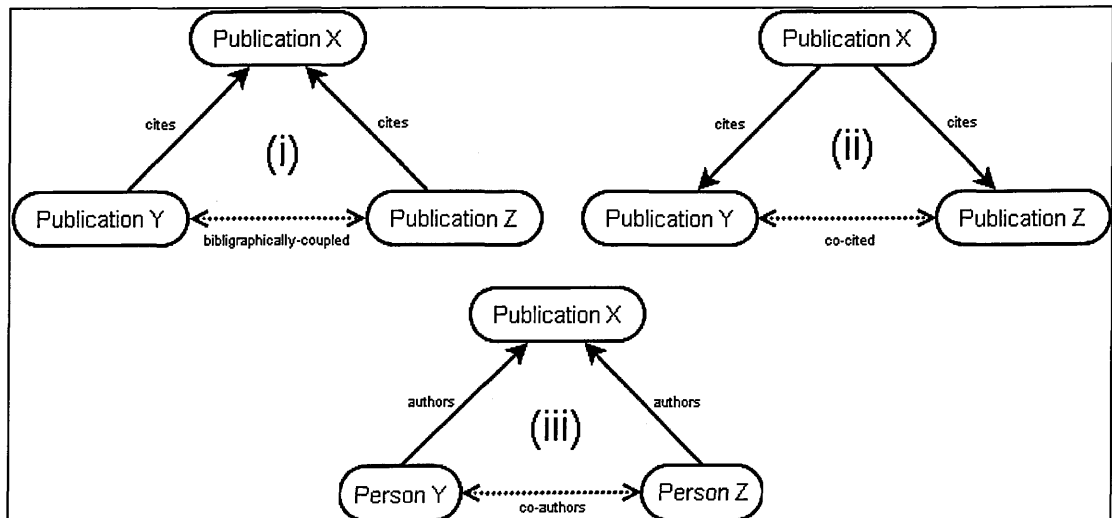 Publication X
cites
cites
(i)
Publication Y
Publication Z
bibligraphically-coupled
Publication X
cites
cites
(ii)
Publication Y
Publication Z
co-cited
Publication X
authors
authors
(iii)
Person Y
Person Z
co-authors